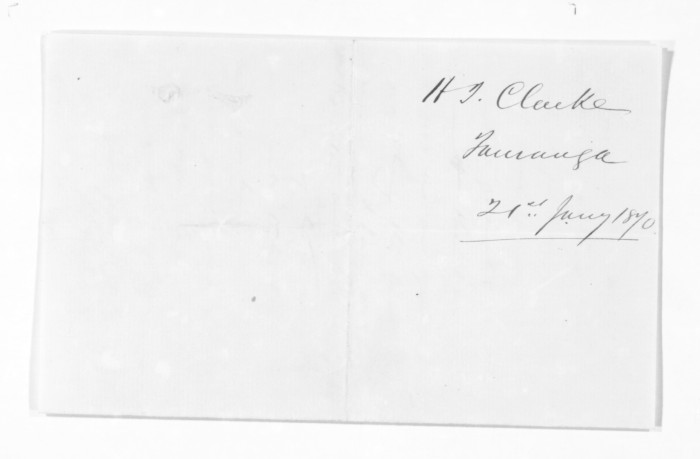 H T. Clarke
Tauranga
21st Jany 1870.